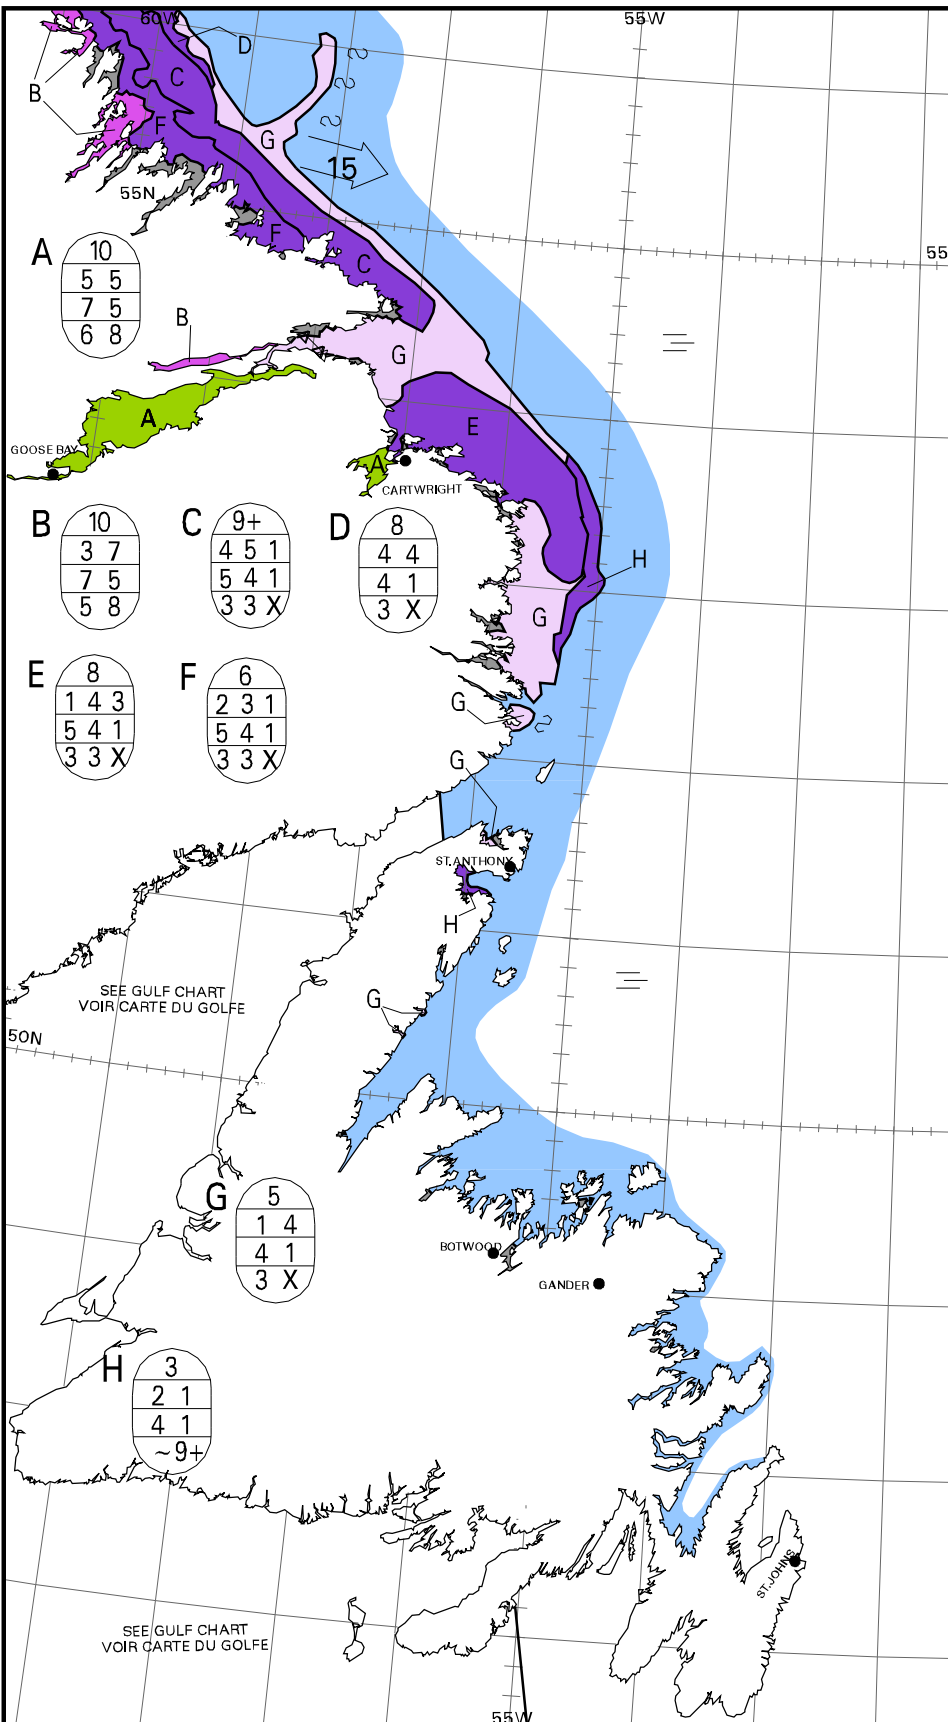 60W
55W
D
C
B
F
G
15
55N
F
55
A
10
5 5
7 5
6 8
C
B
G
A
E
GOOSE BAY
A
CARTWRIGHT
B
10
3 7
7 5
5 8
C
9+
4 5 1
5 4 1
3 3 X
D
8
4 4
4 1
3 X
H
G
E
8
1 4 3
5 4 1
3 3 X
F
6
2 3 1
5 4 1
3 3 X
G
G
ST.ANTHONY
H
SEE GULF CHART
VOIR CARTE DU GOLFE
G
50N
G
5
1 4
4 1
3 X
BOTWOOD
GANDER
H
3
2 1
4 1
~9+
ST.JOHNS
SEE GULF CHART
VOIR CARTE DU GOLFE
55W